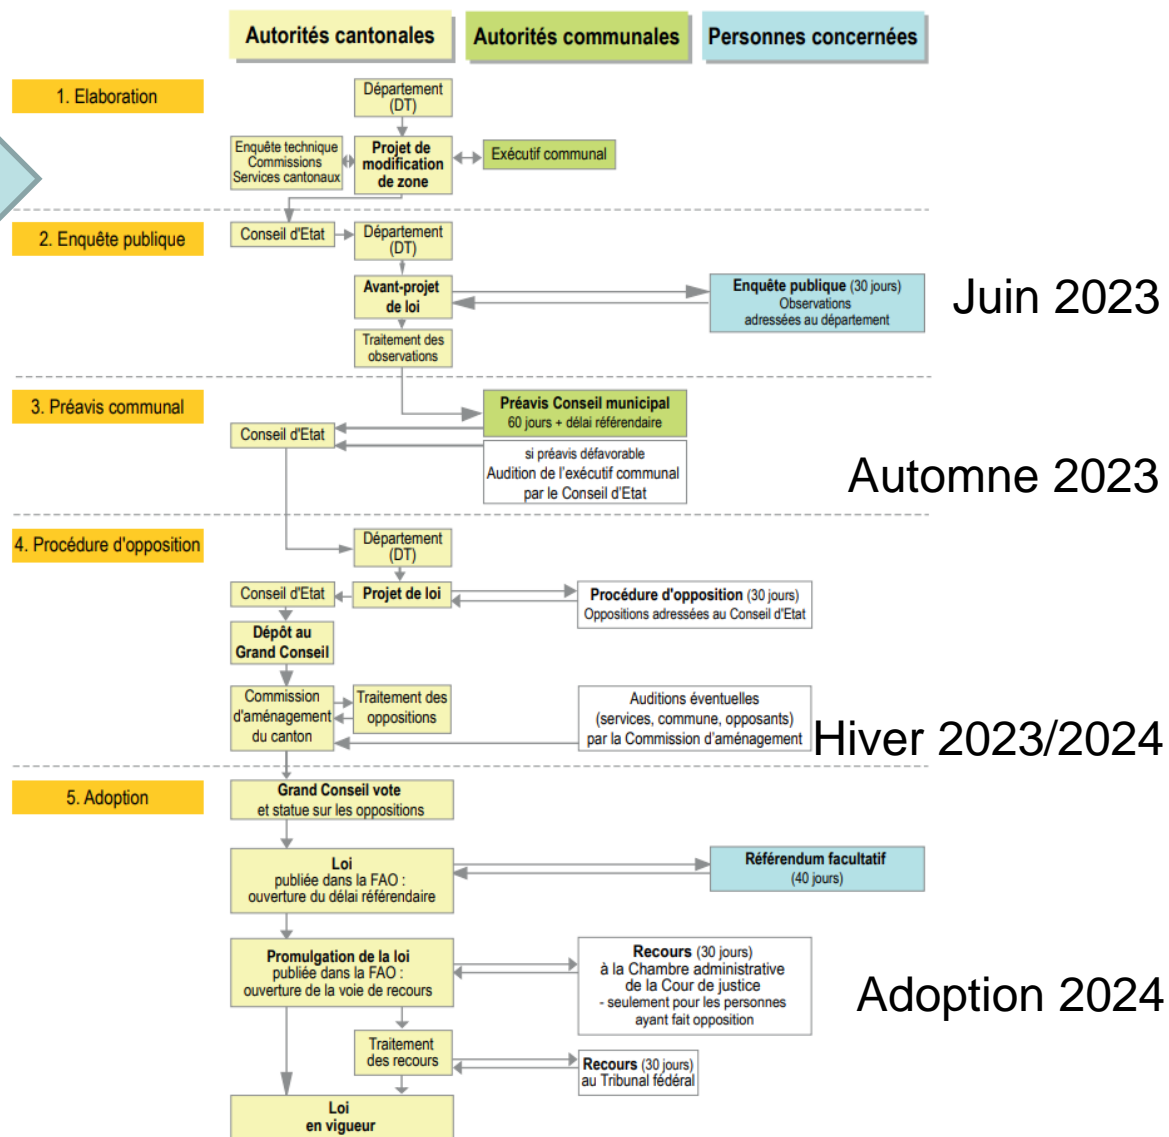 Autorités cantonales
Autorités communales
Personnes concernées
1. Elaboration
Département
(DT)
Enquête technique
Commissions
Services cantonaux
Projet de
modification
de zone
Exécutif communal
2. Enquête publique
Conseil d'Etat
Département
(DT)
Avant-projet
de loi
Enquête publique (30 jours)
Observations
adressées au département
Juin 2023
Traitement des
observations
3. Préavis communal
Préavis Conseil municipal
60 jours + délai référendaire
Conseil d'Etat
si préavis défavorable
Audition de l'exécutif communal
par le Conseil d'Etat
Automne 2023
4. Procédure d'opposition
Département
(DT)
Conseil d'Etat
Projet de loi
Procédure d'opposition (30 jours)
Oppositions adressées au Conseil d'Etat
Dépôt au
Grand Conseil
Commission
d'aménagement
du canton
Traitement des
oppositions
Auditions éventuelles
(services, commune, opposants)
par la Commission d'aménagement
Hiver 2023/2024
5. Adoption
Grand Conseil vote
et statue sur les oppositions
Loi
publiée dans la FAO :
ouverture du délai référendaire
Référendum facultatif
(40 jours)
Promulgation de la loi
publiée dans la FAO :
ouverture de la voie de recours
Recours (30 jours)
à la Chambre administrative
de la Cour de justice
- seulement pour les personnes
ayant fait opposition
Adoption 2024
Traitement
des recours
Recours (30 jours)
au Tribunal fédéral
Loi
en vigueur